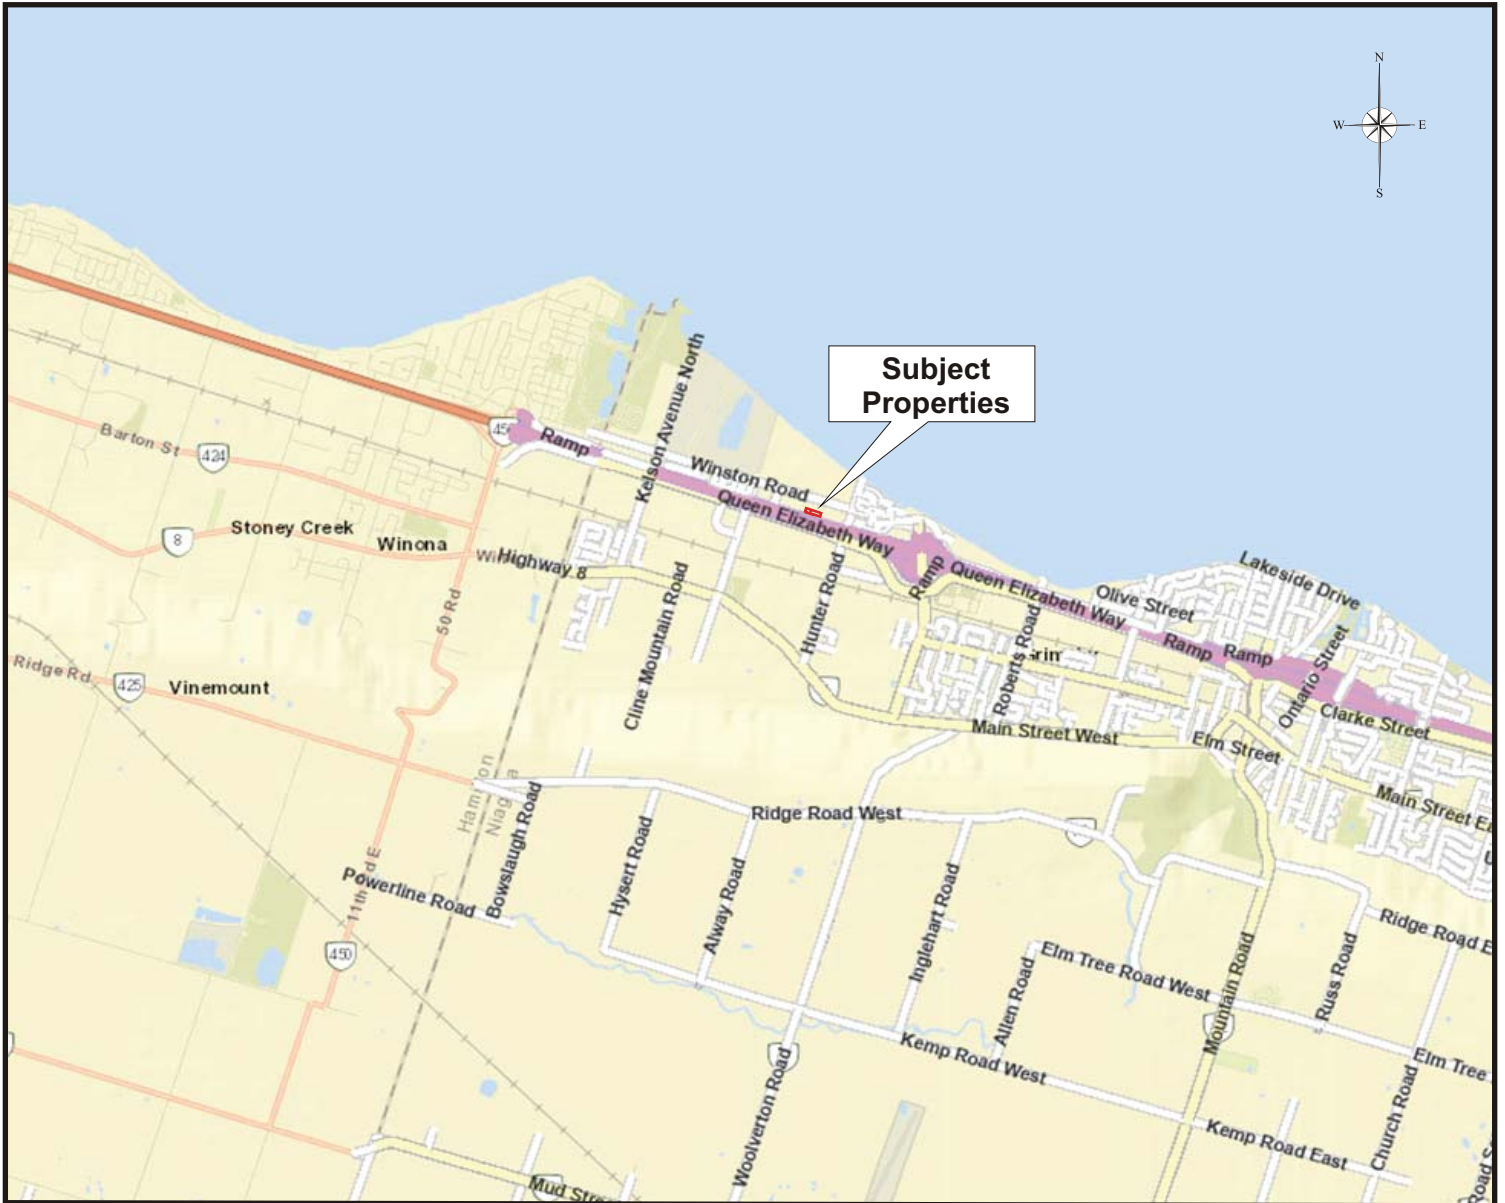 N
W
E
S
Subject
Properties
Kelson Avenue North
Ramp
450
Barton St
424
Winston Road
Queen Elizabeth Way
8
Stoney Creek
Winona
Highway 8
50 Rd
Cline Mountain Road
Hunter Road
Ramp
Queen Elizabeth Way
Lakeside Drive
Olive Street
Roberts Road
Ramp
Ramp
Ontario Street
Clarke Street
Ridge Rd
425
Vinemount
Main Street West
Elm Street
Main Street
Bowslaugh Road
Hysert Road
Ridge Road West
Powerline Road
Alway Road
Inglehart Road
450
Allen Road
Elm Tree Road West
Mountain Road
Russ Road
Ridge Road E
Elm Tree
Kemp Road West
Woolverton Road
Kemp Road East
Church Road
Mud
Road